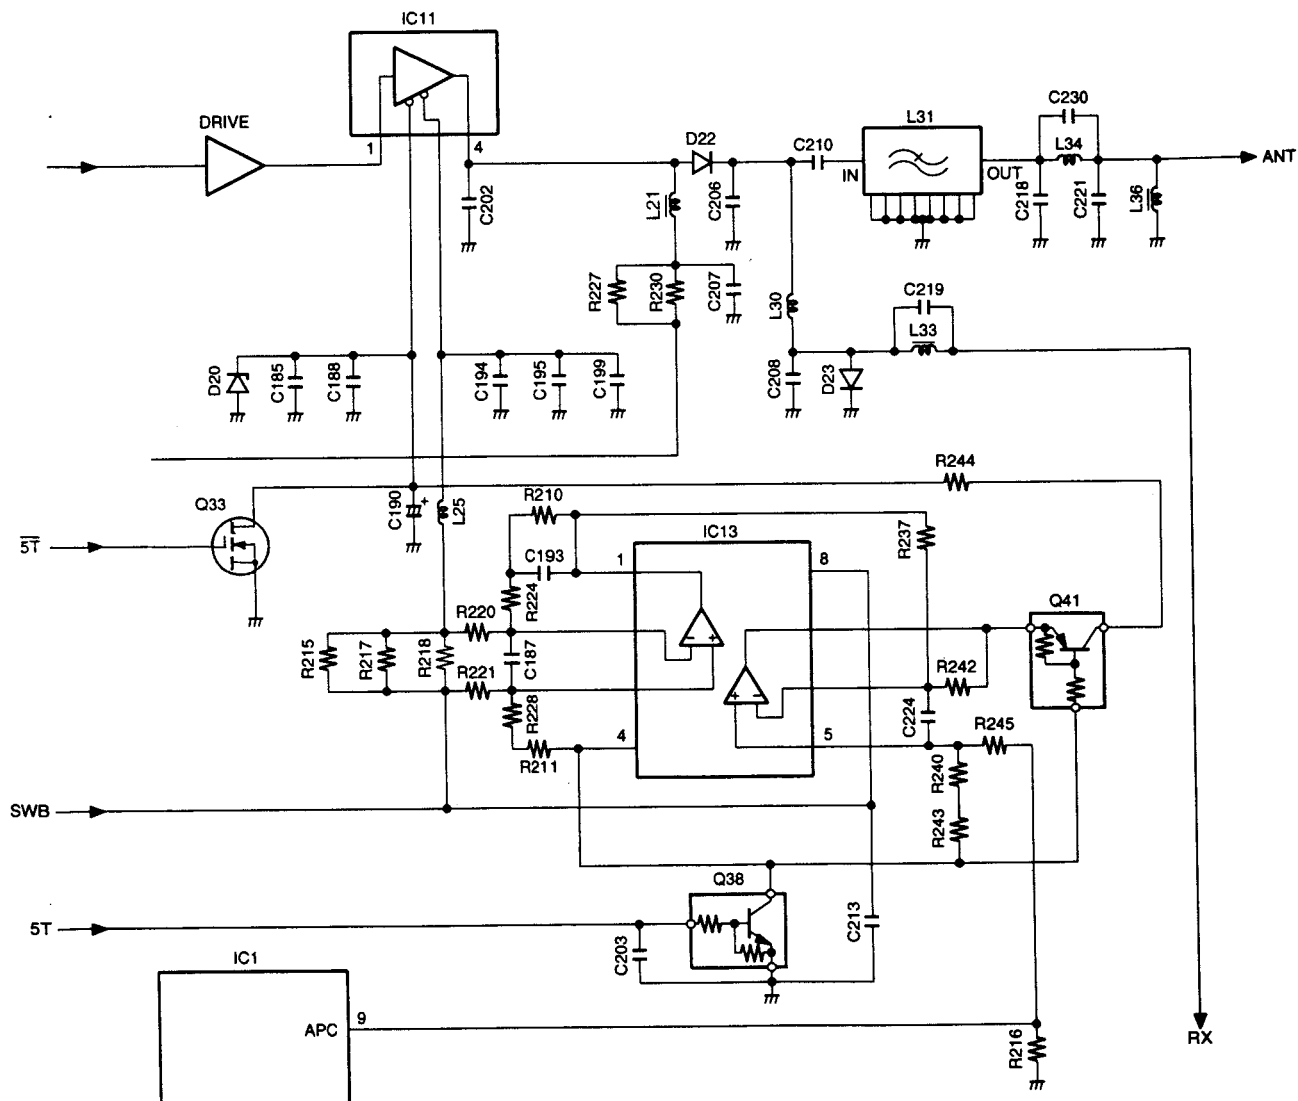 IC11
DRIVE
1
4
C202
D22
C210
L31
IN
OUT
C230
L34
ANT
C218
C221
L36
L21
C206
R227
R230
C207
L30
C219
L33
C208
D23
D20
C185
C188
C194
C195
C199
Q33
5T
C190
+
L25
R210
IC13
R244
R237
C193
1
8
R224
R220
Q41
R215
R217
R218
C187
R221
R228
R211
4
5
- +
+ -
R242
C224
R245
R240
R243
SWB
Q38
5T
C203
C213
IC1
APC
9
R216
RX